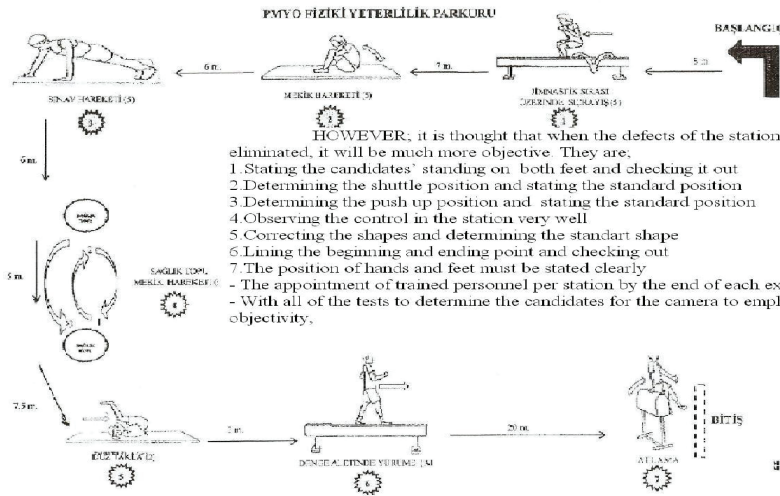 PMYO FİZİKİ YETERLİLİK PARKURU
BAŞLANGIÇ
5 m
7 m.
6 m.
JİMNASTİK SIRASI
ÜZERİNDE SIÇRAYIŞ (5)
1
MEKİK HAREKETİ (5)
2
ŞINAV HAREKETİ (5)
3
HOWEVER; it is thought that when the defects of the station
eliminated, it will be much more objective. They are;
1.Stating the candidates' standing on both feet and checking it out
2.Determining the shuttle position and stating the standard position
3.Determining the push up position and stating the standard position
4.Observing the control in the station very well
5.Correcting the shapes and determining the standart shape
6.Lining the beginning and ending point and checking out
7.The position of hands and feet must be stated clearly
- The appointment of trained personnel per station by the end of each ex
- With all of the tests to determine the candidates for the camera to empl
objectivity,
6 m.
5 m.
SAĞLIK TOPU
MEKİK HAREKETİ
7.5 m.
DÜZ TAKLA
5
DENGE ALETİNDE YÜRÜME
6
20 m.
ATLAMA
7
BİTİŞ